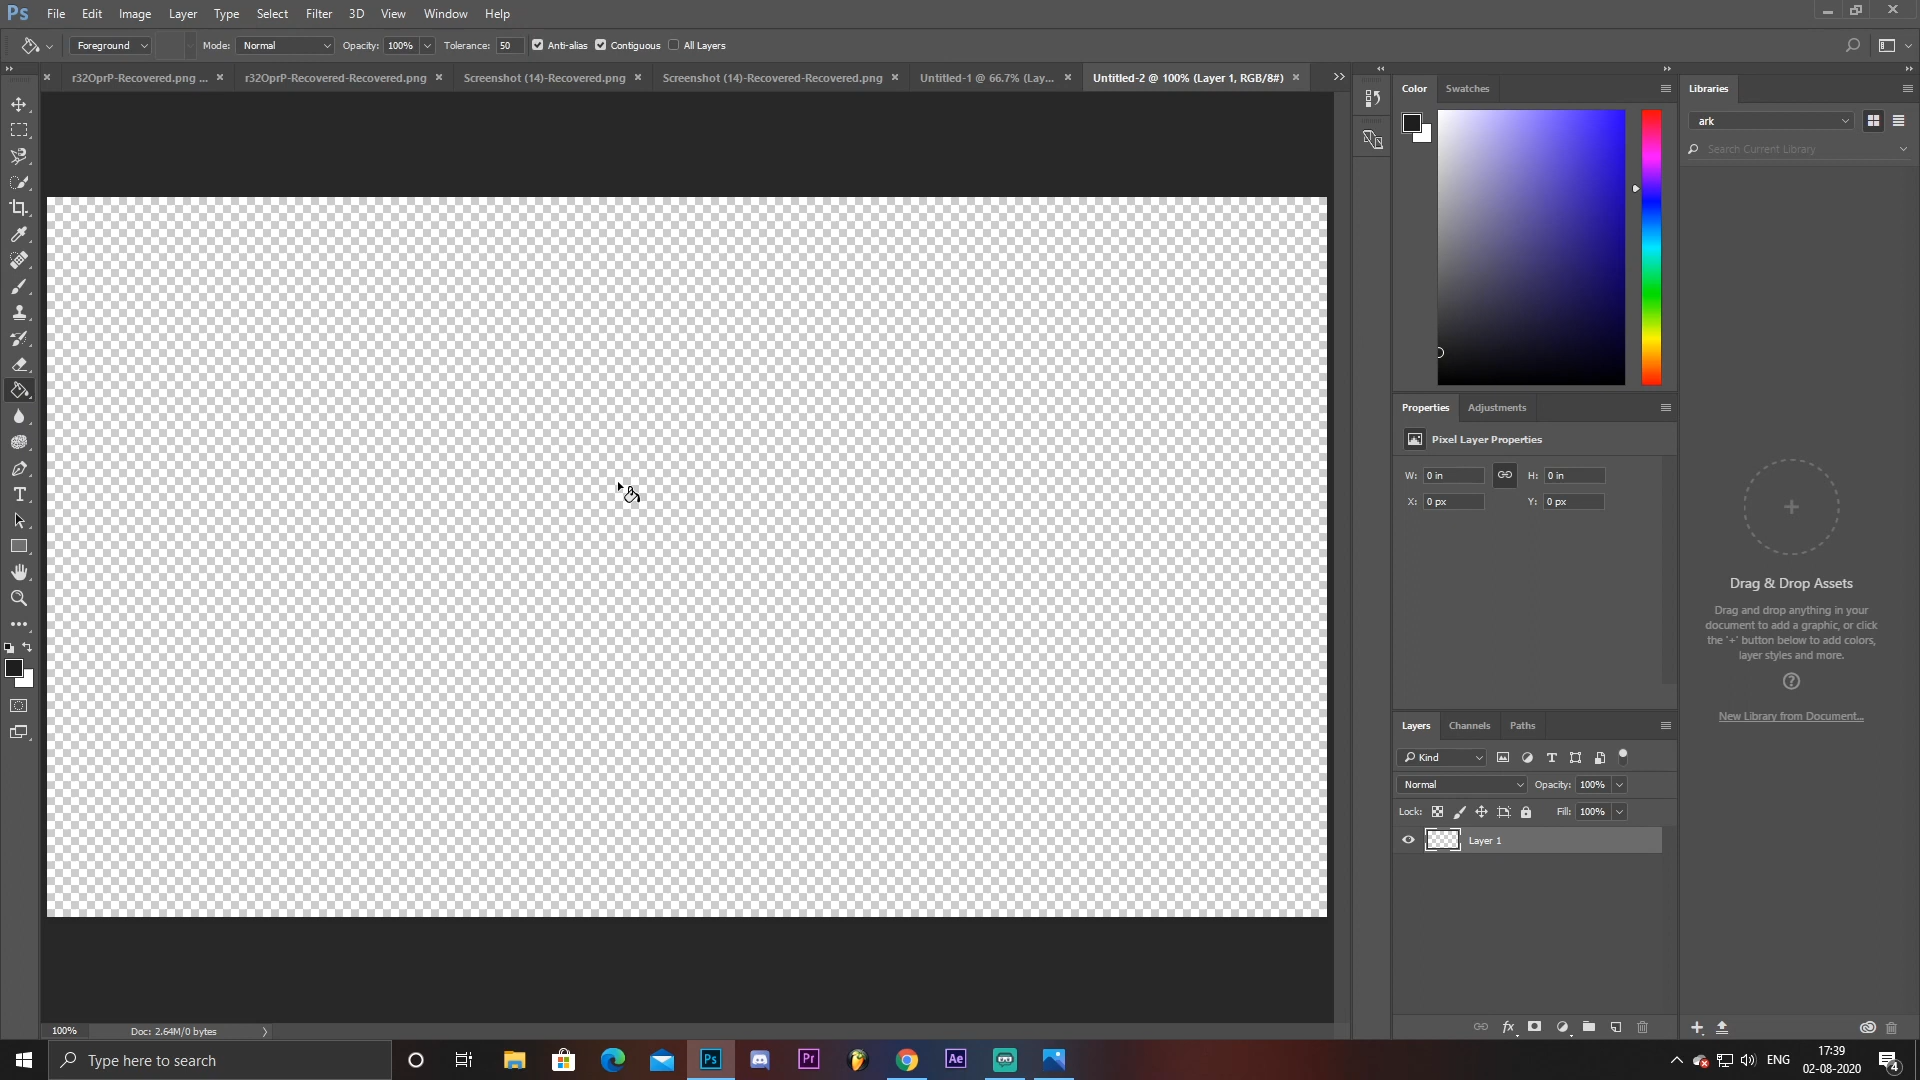 Ps File Edit Image Layer Type Select Filter 3D View Window Help
Foreground Mode: Normal Opacity: 100% Tolerance: 50 Anti-alias Contiguous All Layers
r32OprP-Recovered.png ... r32OprP-Recovered-Recovered.png Screenshot (14)-Recovered.png Screenshot (14)-Recovered-Recovered.png Untitled-1 @ 66.7% (Lay... Untitled-2 @ 100% (Layer 1, RGB/8#)
Color Swatches
Libraries
ark
Search Current Library
Properties Adjustments
Pixel Layer Properties
W: 0 in H: 0 in
X: 0 px Y: 0 px
Drag & Drop Assets
Drag and drop anything in your
document to add a graphic, or click
the '+' button below to add colors,
layer styles and more.
?
New Library from Document...
Layers Channels Paths
Kind
Normal Opacity: 100%
Lock: Fill: 100%
Layer 1
fx
100% Doc: 2.64M/0 bytes
Type here to search
Ps Pr Ae
ENG
17:39
02-08-2020
4